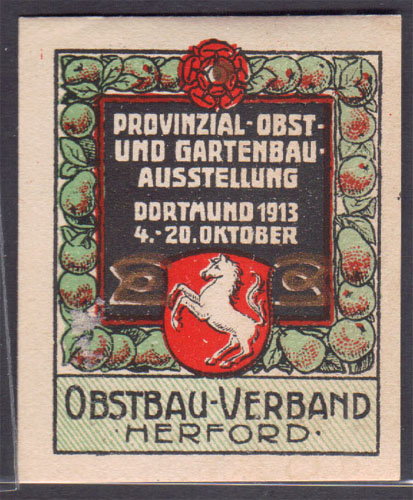 PROVINZIAL-OBST-
UND GARTENBAU-
AUSSTELLUNG
DORTMUND 1913
4.-20. OKTOBER
OBSTBAU-VERBAND
·HERFORD·